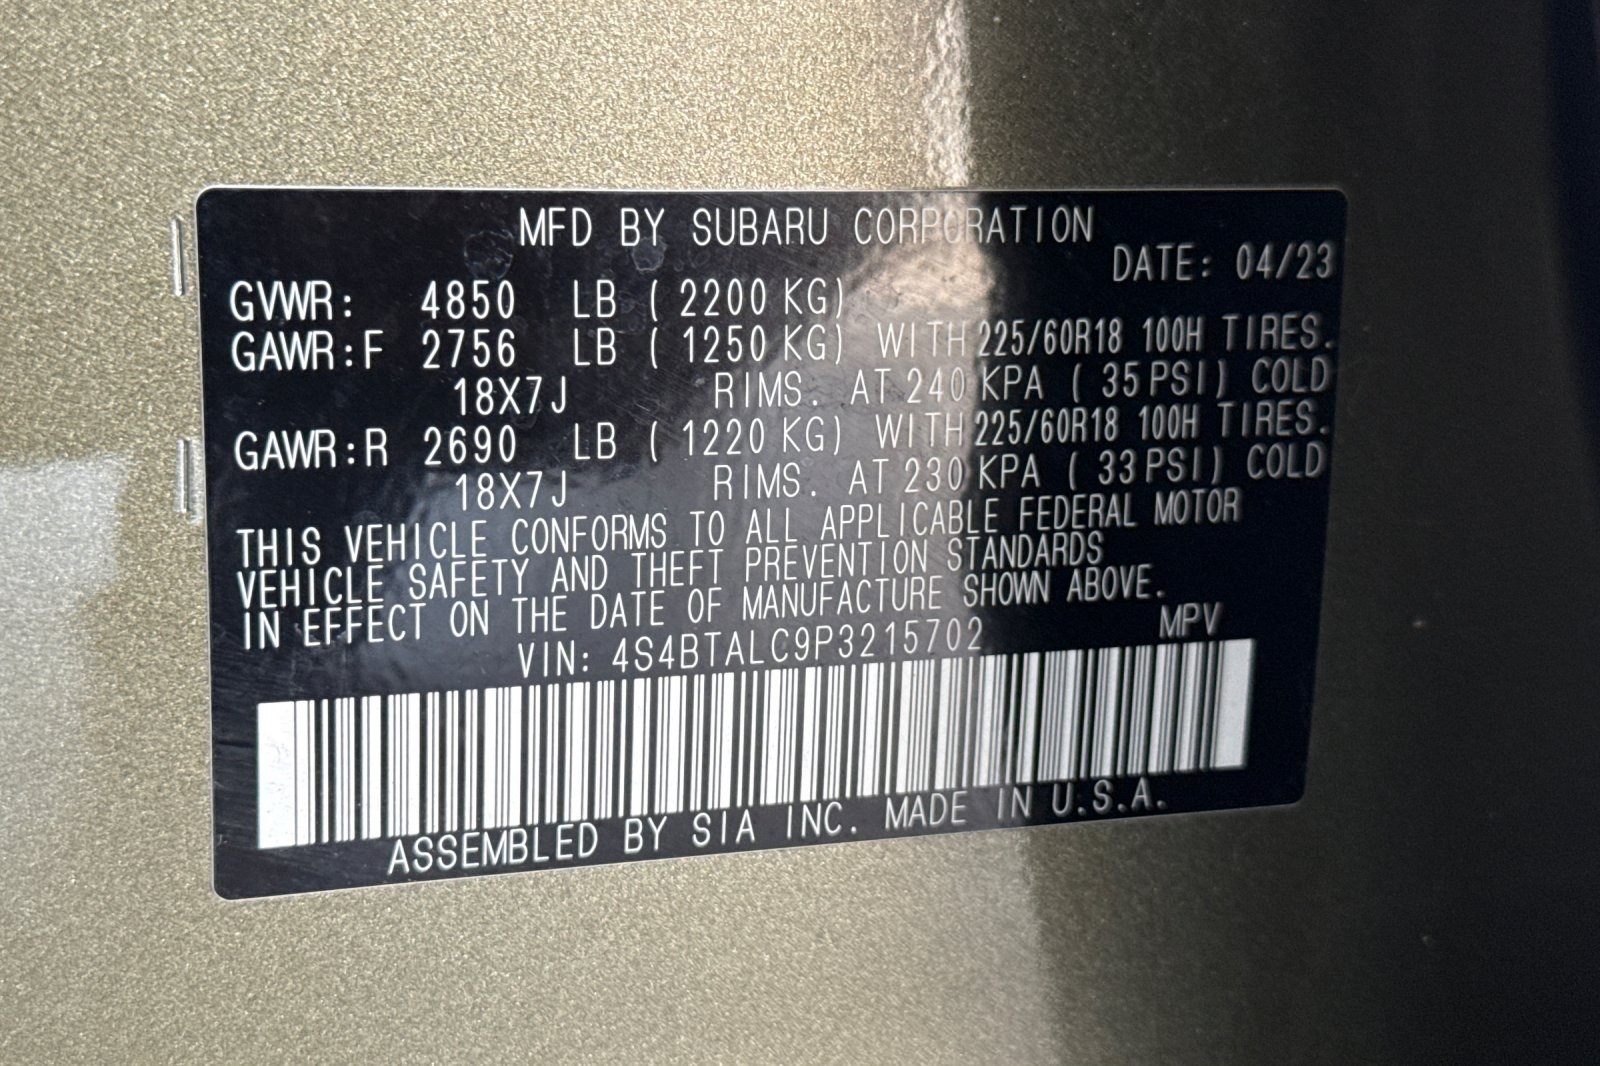 MFD BY SUBARU CORPORATION
DATE: 04/23
GVWR: 4850 LB ( 2200 KG)
GAWR:F 2756 LB ( 1250 KG) WITH 225/60R18 100H TIRES.
18X7J RIMS. AT 240 KPA ( 35 PSI) COLD
GAWR:R 2690 LB ( 1220 KG) WITH 225/60R18 100H TIRES.
18X7J RIMS. AT 230 KPA ( 33 PSI) COLD
THIS VEHICLE CONFORMS TO ALL APPLICABLE FEDERAL MOTOR
VEHICLE SAFETY AND THEFT PREVENTION STANDARDS
IN EFFECT ON THE DATE OF MANUFACTURE SHOWN ABOVE.
VIN: 4S4BTALC9P3215702 MPV
ASSEMBLED BY SIA INC. MADE IN U.S.A.